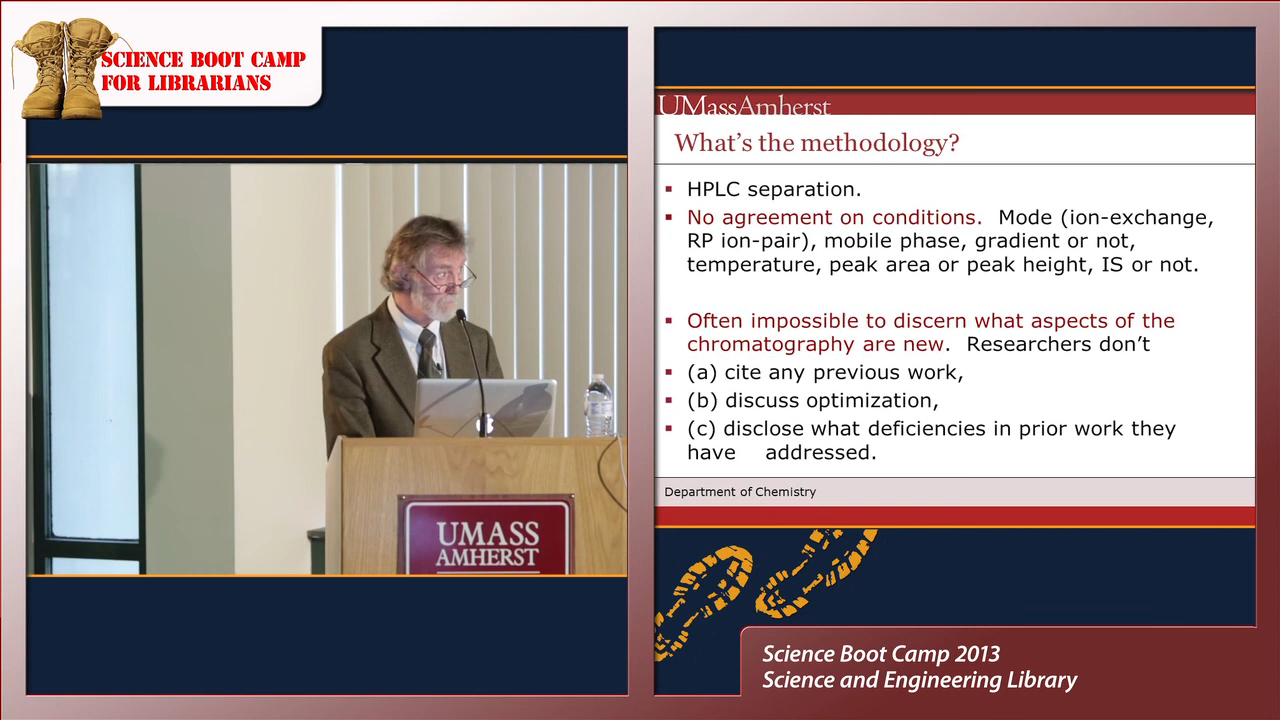 SCIENCE BOOT CAMP
FOR LIBRARIANS
UMASS
AMHERST
UMassAmherst
What's the methodology?
▪ HPLC separation.
▪ No agreement on conditions. Mode (ion-exchange,
RP ion-pair), mobile phase, gradient or not,
temperature, peak area or peak height, IS or not.
▪ Often impossible to discern what aspects of the
chromatography are new. Researchers don't
▪ (a) cite any previous work,
▪ (b) discuss optimization,
▪ (c) disclose what deficiencies in prior work they
have addressed.
Department of Chemistry
Science Boot Camp 2013
Science and Engineering Library